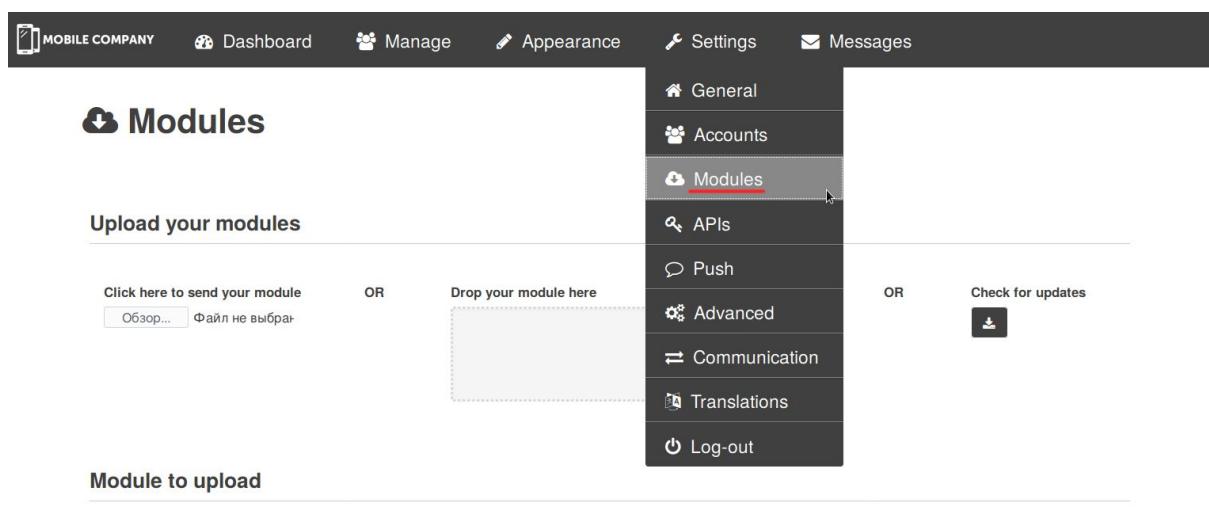 MOBILE COMPANY Dashboard Manage Appearance Settings Messages
General
Modules
Accounts
Modules
Upload your modules
APIs
Push
Click here to send your module OR Drop your module here OR Check for updates
Обзор... Файл не выбран
Advanced
Communication
Translations
Log-out
Module to upload